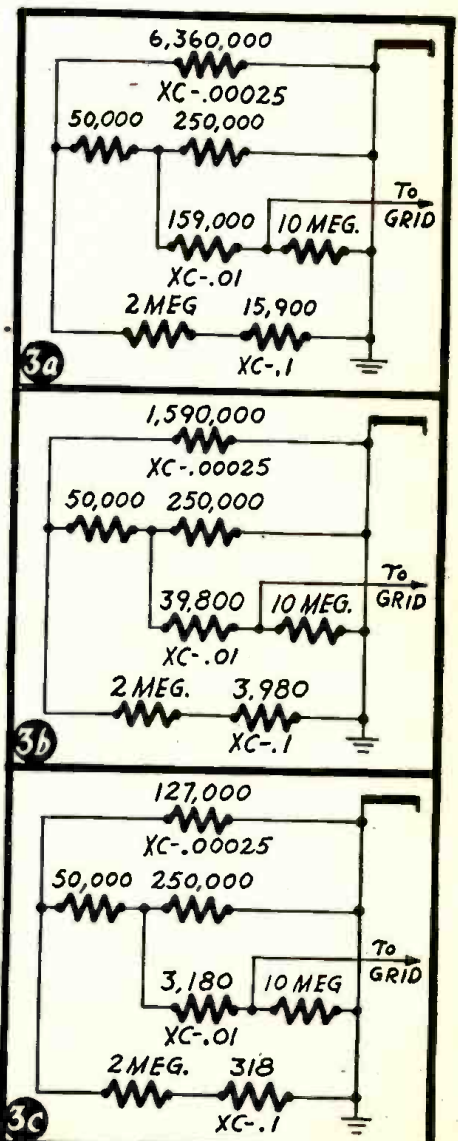 6,360,000
XC-.00025
50,000 250,000
To
GRID
159,000 10 MEG.
XC-.01
2 MEG 15,900
XC-.1
3a
1,590,000
XC-.00025
50,000 250,000
To
GRID
39,800 10 MEG.
XC-.01
2 MEG. 3,980
XC-.1
3b
127,000
XC-.00025
50,000 250,000
To
GRID
3,180 10 MEG
XC-.01
2 MEG. 318
XC-.1
3c